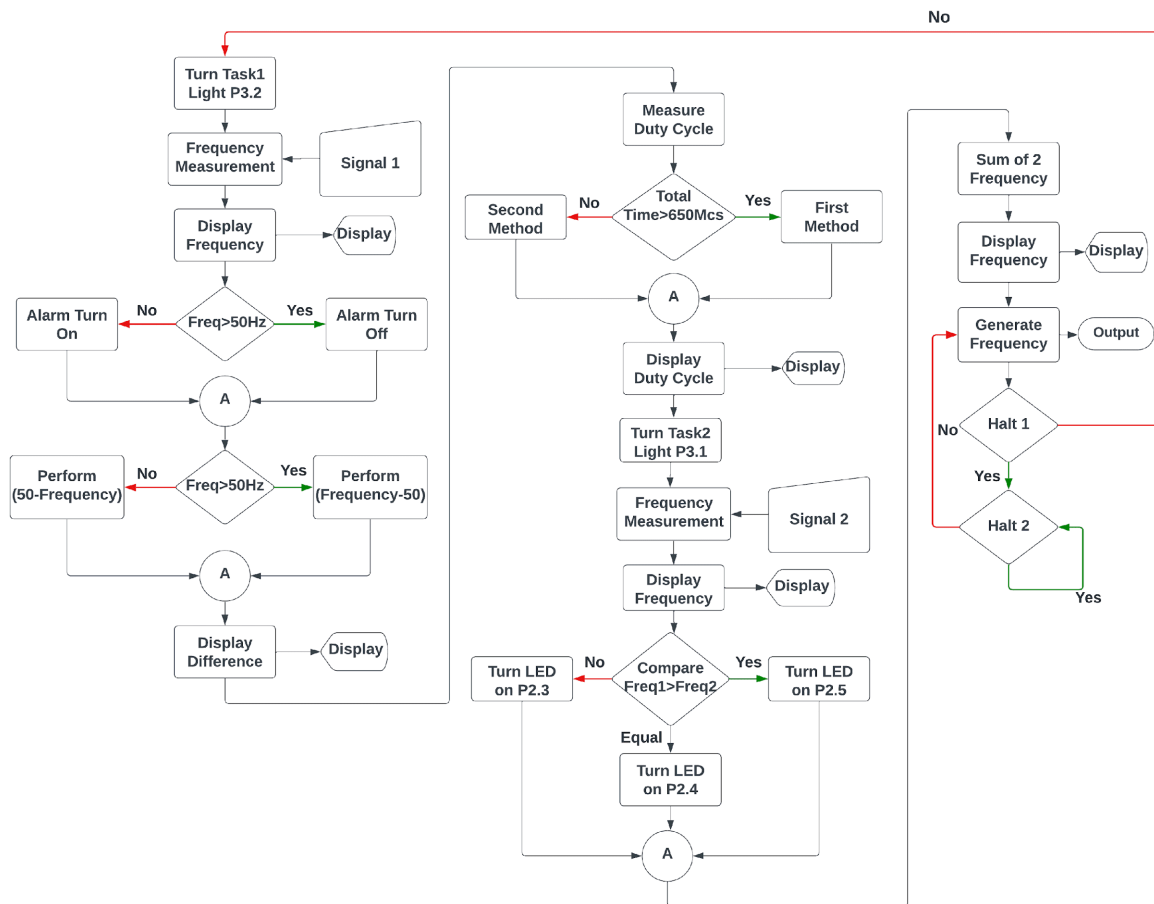 No
Turn Task1
Light P3.2
Frequency
Measurement
Signal 1
Display
Frequency
Display
Freq>50Hz
No
Yes
Alarm Turn
On
Alarm Turn
Off
A
Freq>50Hz
No
Yes
Perform
(50-Frequency)
Perform
(Frequency-50)
A
Display
Difference
Display
Measure
Duty Cycle
Total
Time>650Mcs
No
Yes
Second
Method
First
Method
A
Display
Duty Cycle
Display
Turn Task2
Light P3.1
Frequency
Measurement
Signal 2
Display
Frequency
Display
Compare
Freq1>Freq2
No
Yes
Turn LED
on P2.3
Turn LED
on P2.5
Equal
Turn LED
on P2.4
A
Sum of 2
Frequency
Display
Frequency
Display
Generate
Frequency
Output
Halt 1
No
Yes
Halt 2
Yes